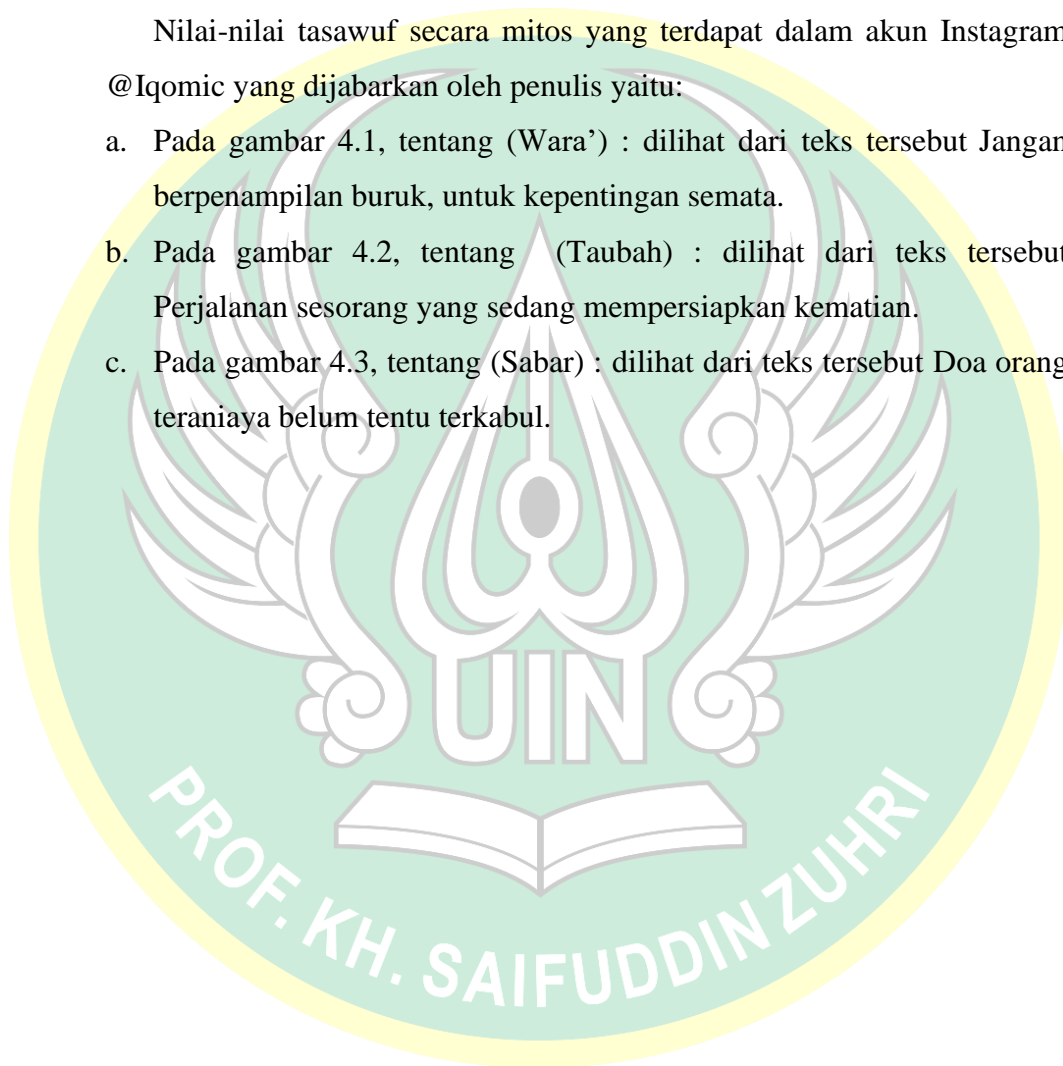 Nilai-nilai tasawuf secara mitos yang terdapat dalam akun Instagram
@Iqomic yang dijabarkan oleh penulis yaitu:
a. Pada gambar 4.1, tentang (Wara’) : dilihat dari teks tersebut Jangan
berpenampilan buruk, untuk kepentingan semata.
b. Pada gambar 4.2, tentang (Taubah) : dilihat dari teks tersebut
Perjalanan sesorang yang sedang mempersiapkan kematian.
c. Pada gambar 4.3, tentang (Sabar) : dilihat dari teks tersebut Doa orang
teraniaya belum tentu terkabul.
UIN
PROF. KH. SAIFUDDIN ZUHRI